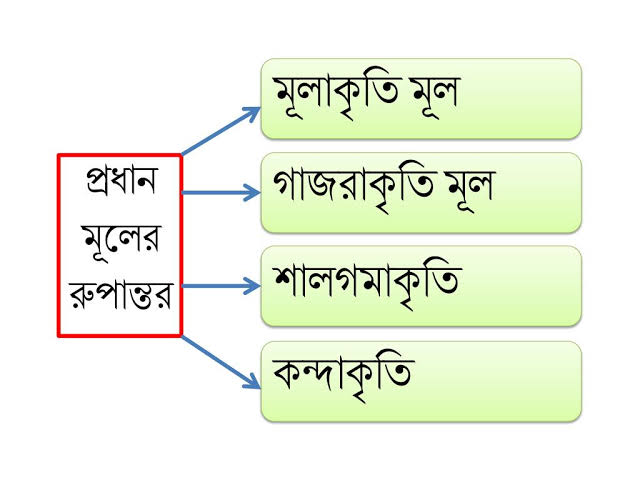 প্রধান
মূলের
রুপান্তর
মূলাকৃতি মূল
গাজরাকৃতি মূল
শালগমাকৃতি
কন্দাকৃতি